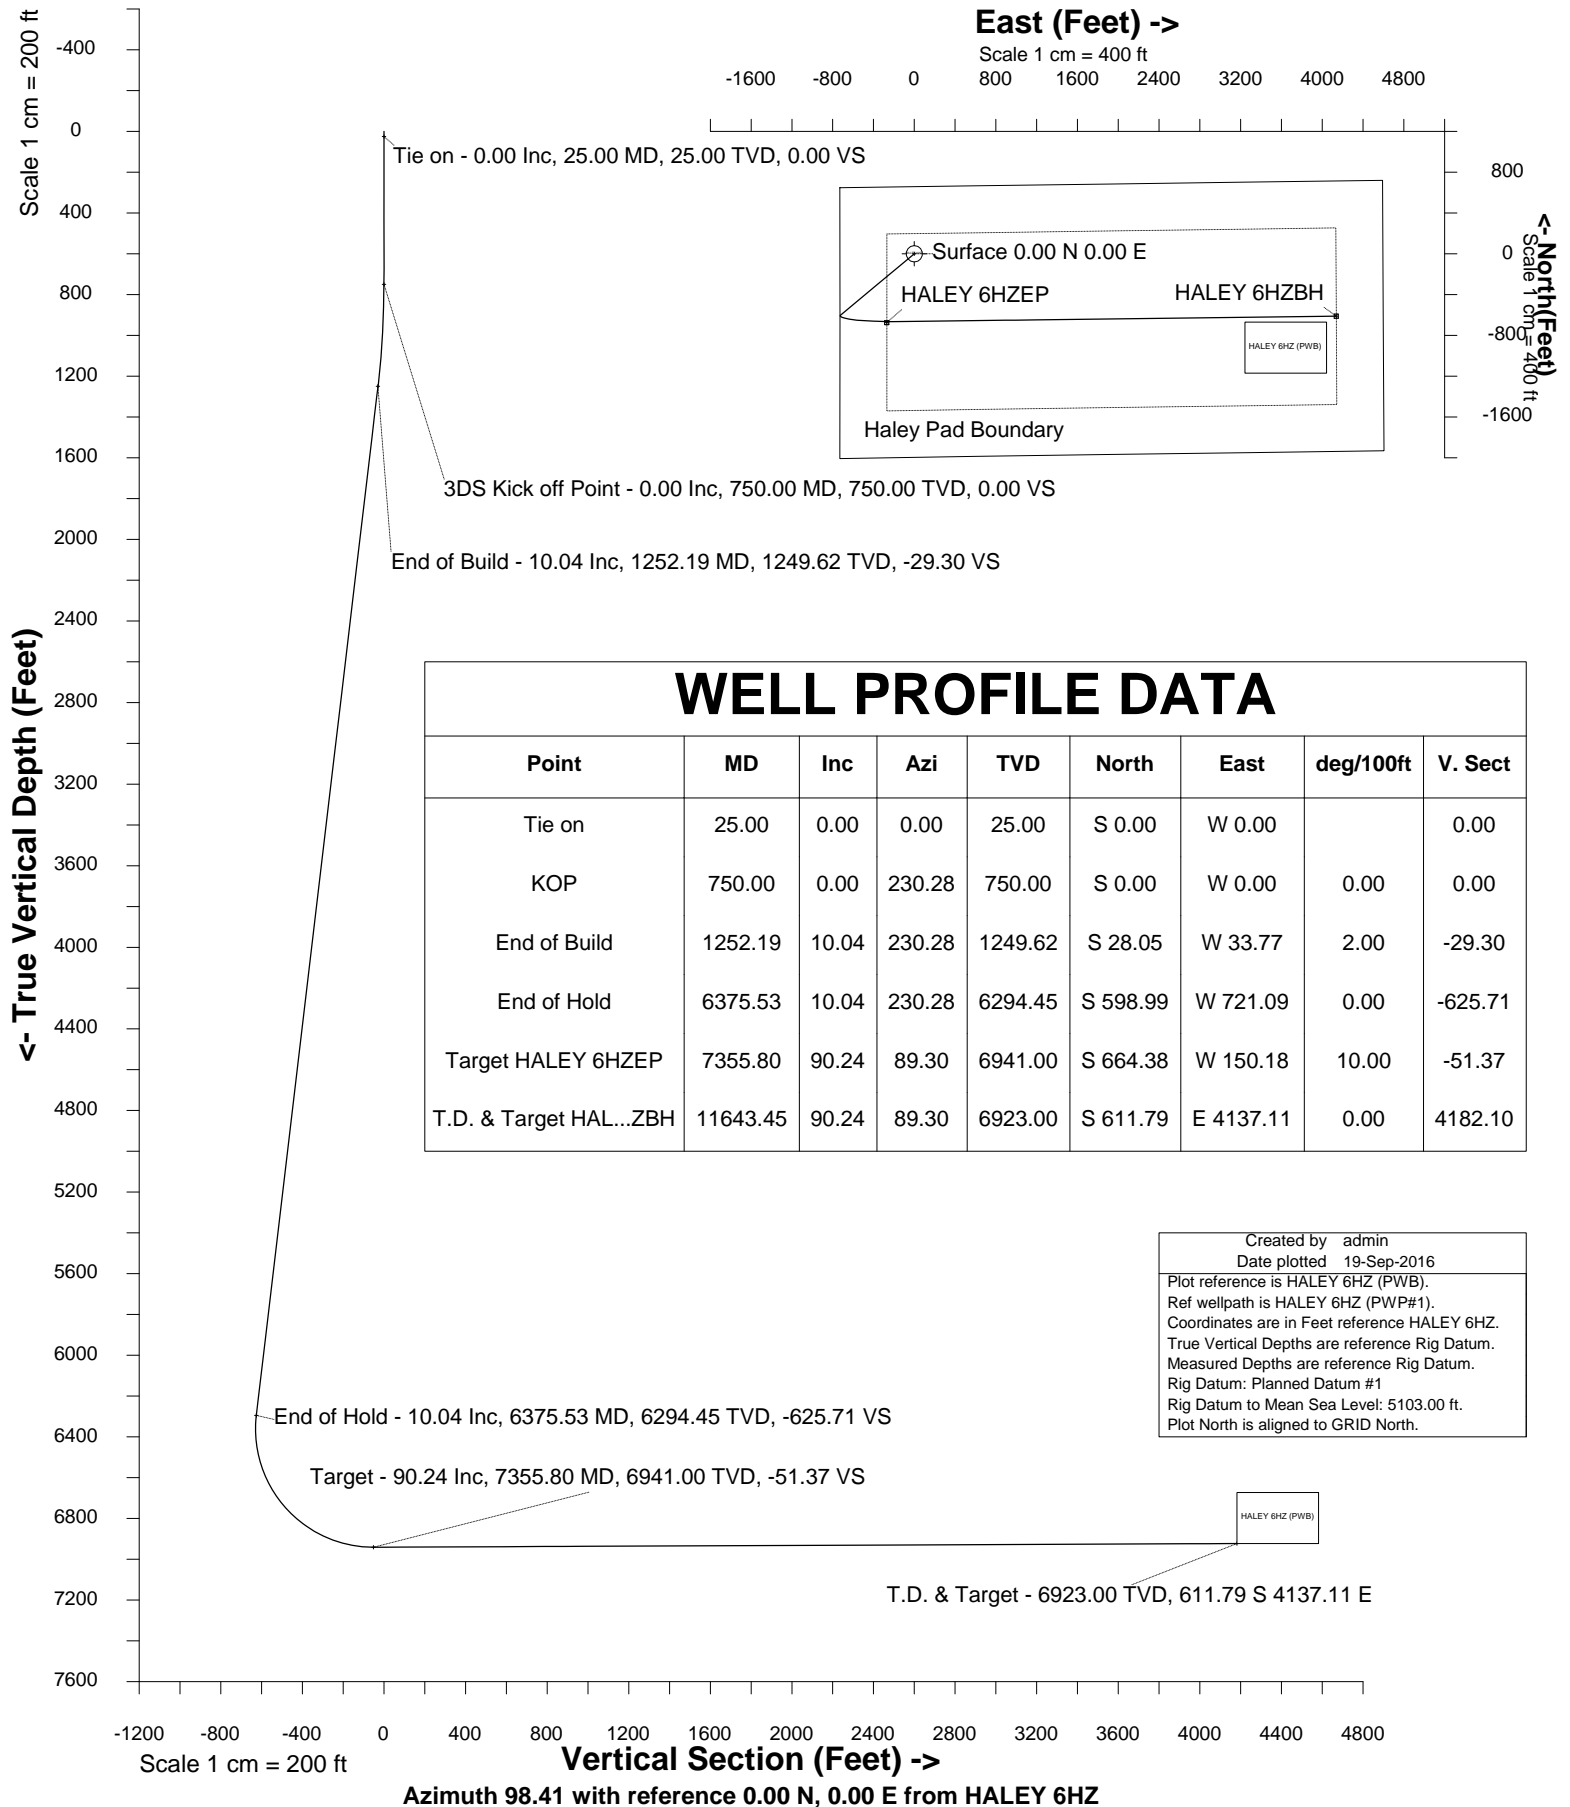 East (Feet) ->
Scale 1 cm = 400 ft
-1600 -800 0 800 1600 2400 3200 4000 4800
Scale 1 cm = 200 ft
-400
0
400
800
1200
1600
2000
2400
2800
3200
3600
4000
4400
4800
5200
5600
6000
6400
6800
7200
7600
<- True Vertical Depth (Feet)
Tie on - 0.00 Inc, 25.00 MD, 25.00 TVD, 0.00 VS
800
0
-800
-1600
<- North(Feet)
Scale 1 cm = 400 ft
Surface 0.00 N 0.00 E
HALEY 6HZEP
HALEY 6HZBH
HALEY 6HZ (PWB)
Haley Pad Boundary
3DS Kick off Point - 0.00 Inc, 750.00 MD, 750.00 TVD, 0.00 VS
End of Build - 10.04 Inc, 1252.19 MD, 1249.62 TVD, -29.30 VS
WELL PROFILE DATA
Point MD Inc Azi TVD North East deg/100ft V. Sect
Tie on 25.00 0.00 0.00 25.00 S 0.00 W 0.00 0.00
KOP 750.00 0.00 230.28 750.00 S 0.00 W 0.00 0.00 0.00
End of Build 1252.19 10.04 230.28 1249.62 S 28.05 W 33.77 2.00 -29.30
End of Hold 6375.53 10.04 230.28 6294.45 S 598.99 W 721.09 0.00 -625.71
Target HALEY 6HZEP 7355.80 90.24 89.30 6941.00 S 664.38 W 150.18 10.00 -51.37
T.D. & Target HAL...ZBH 11643.45 90.24 89.30 6923.00 S 611.79 E 4137.11 0.00 4182.10
Created by admin
Date plotted 19-Sep-2016
Plot reference is HALEY 6HZ (PWB).
Ref wellpath is HALEY 6HZ (PWP#1).
Coordinates are in Feet reference HALEY 6HZ.
True Vertical Depths are reference Rig Datum.
Measured Depths are reference Rig Datum.
Rig Datum: Planned Datum #1
Rig Datum to Mean Sea Level: 5103.00 ft.
Plot North is aligned to GRID North.
End of Hold - 10.04 Inc, 6375.53 MD, 6294.45 TVD, -625.71 VS
Target - 90.24 Inc, 7355.80 MD, 6941.00 TVD, -51.37 VS
HALEY 6HZ (PWB)
T.D. & Target - 6923.00 TVD, 611.79 S 4137.11 E
-1200 -800 -400 0 400 800 1200 1600 2000 2400 2800 3200 3600 4000 4400 4800
Scale 1 cm = 200 ft
Vertical Section (Feet) ->
Azimuth 98.41 with reference 0.00 N, 0.00 E from HALEY 6HZ